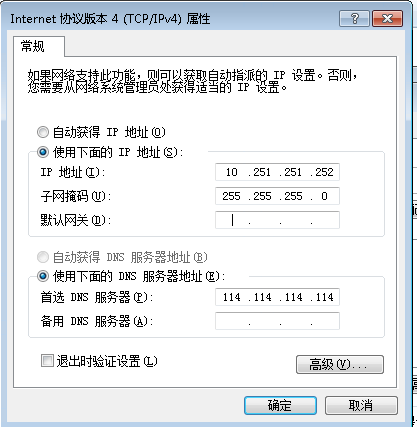 Internet 协议版本 4 (TCP/IPv4) 属性
常规
如果网络支持此功能，则可以获取自动指派的 IP 设置。否则，
您需要从网络系统管理员处获得适当的 IP 设置。
自动获得 IP 地址(O)
使用下面的 IP 地址(S):
IP 地址(I): 10 .251 .251 .252
子网掩码(U): 255 .255 .255 . 0
默认网关(D): . . .
自动获得 DNS 服务器地址(B)
使用下面的 DNS 服务器地址(E):
首选 DNS 服务器(P): 114 .114 .114 .114
备用 DNS 服务器(A): . . .
退出时验证设置(L)
高级(V)...
确定 取消